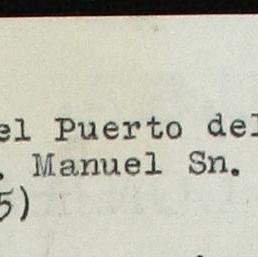 el Puerto del
. Manuel Sn.
5)